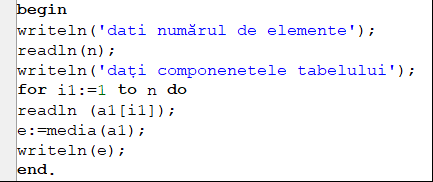 begin
writeln('dati numărul de elemente');
readln(n);
writeln('dați componenetele tabelului');
for i1:=1 to n do
readln (a1[i1]);
e:=media(a1);
writeln(e);
end.